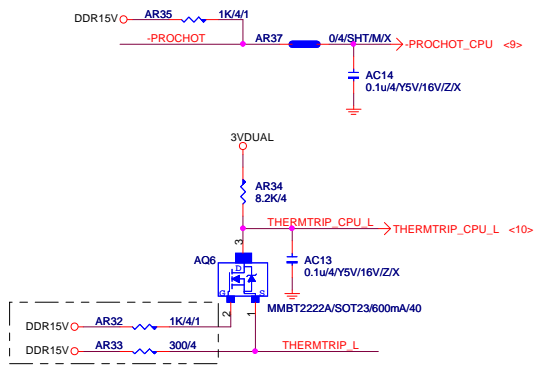 DDR15V AR35 1K/4/1
-PROCHOT AR37 0/4/SHT/M/X -PROCHOT_CPU <9>
AC14
0.1u/4/Y5V/16V/Z/X
3VDUAL
AR34
8.2K/4
THERMTRIP_CPU_L THERMTRIP_CPU_L <10>
3
AQ6 D AC13
0.1u/4/Y5V/16V/Z/X
G S
MMBT2222A/SOT23/600mA/40
2 1
DDR15V AR32 1K/4/1
DDR15V AR33 300/4 THERMTRIP_L